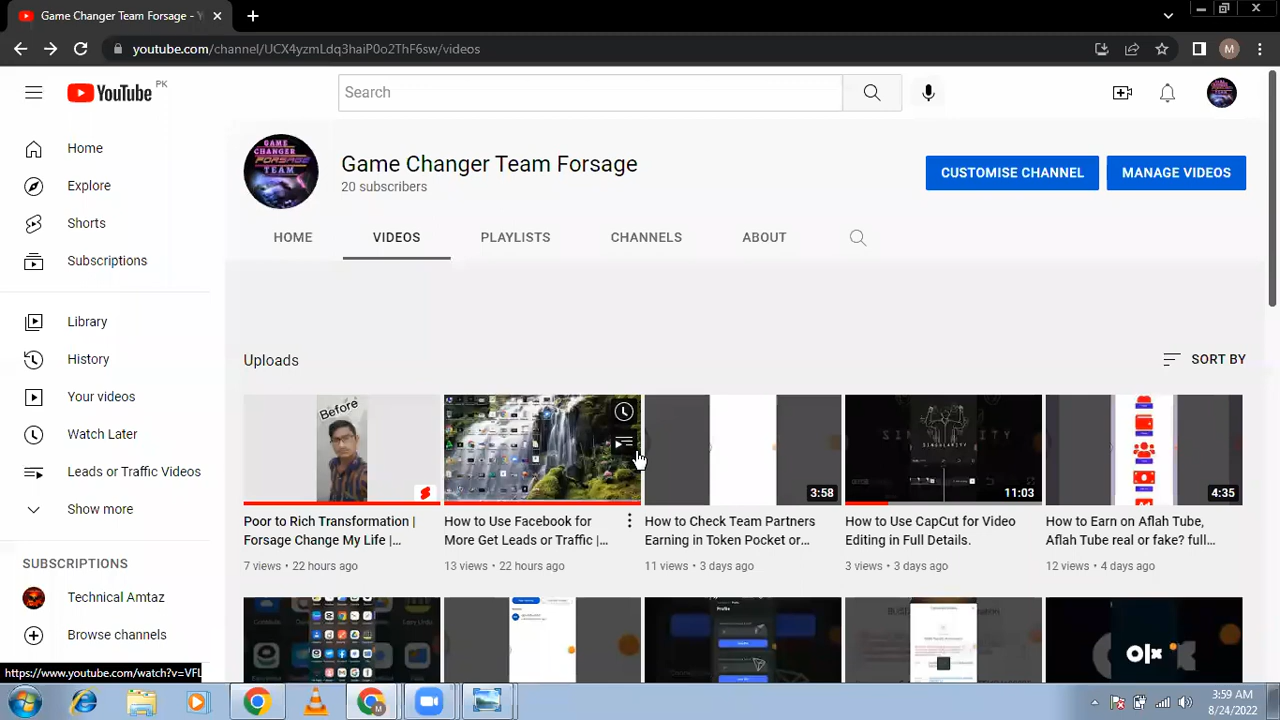 Game Changer Team Forsage - Y
youtube.com/channel/UCX4yzmLdq3haiP0o2ThF6sw/videos
M
YouTube PK
Search
Home
Explore
Shorts
Subscriptions
Library
History
Your videos
Watch Later
Leads or Traffic Videos
Show more
SUBSCRIPTIONS
Technical Amtaz
Browse channels
GAME
CHANGER
FORSAGE
TEAM
Game Changer Team Forsage
20 subscribers
CUSTOMISE CHANNEL
MANAGE VIDEOS
HOME
VIDEOS
PLAYLISTS
CHANNELS
ABOUT
Uploads
SORT BY
Before
3:58
11:03
4:35
Poor to Rich Transformation |
Forsage Change My Life |...
7 views • 22 hours ago
How to Use Facebook for
More Get Leads or Traffic |...
13 views • 22 hours ago
How to Check Team Partners
Earning in Token Pocket or...
11 views • 3 days ago
How to Use CapCut for Video
Editing in Full Details.
3 views • 3 days ago
How to Earn on Aflah Tube,
Aflah Tube real or fake? full...
12 views • 4 days ago
Profile
olx
https://www.youtube.com/watch?v=VFL
3:59 AM
8/24/2022